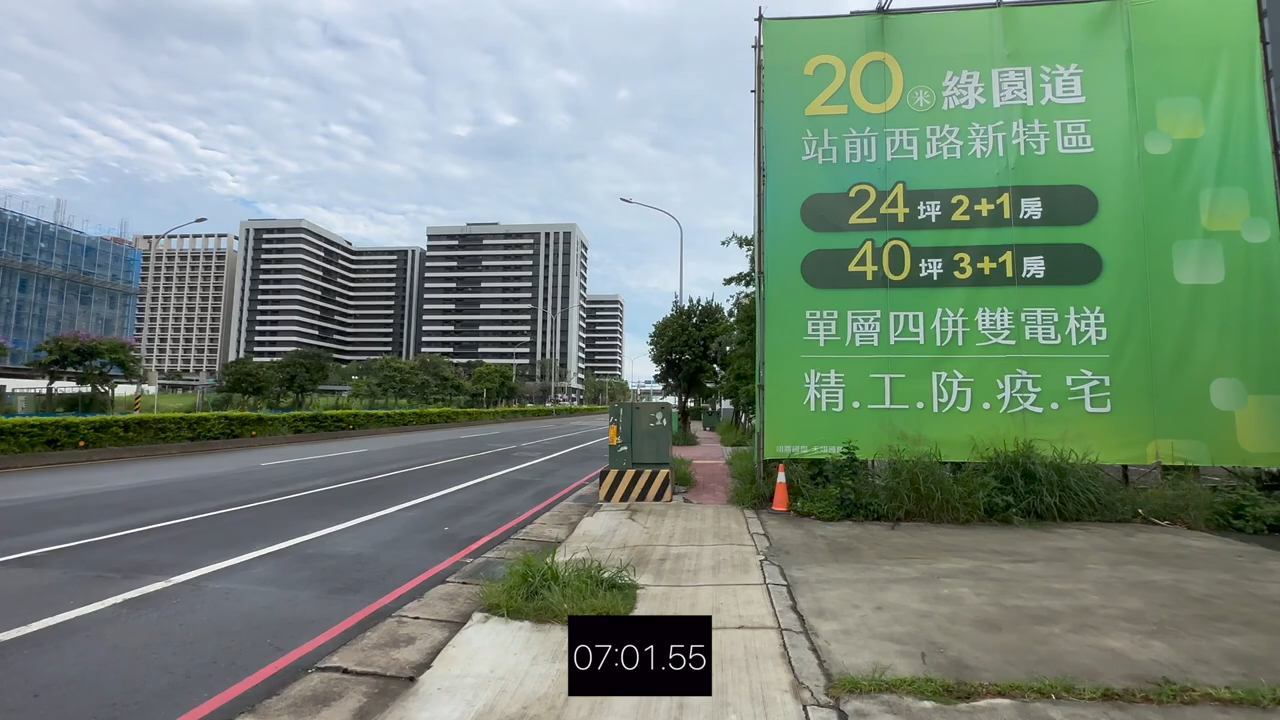 20米綠園道
站前西路新特區
24坪 2+1房
40坪 3+1房
單層四併雙電梯
精.工.防.疫.宅
07:01.55